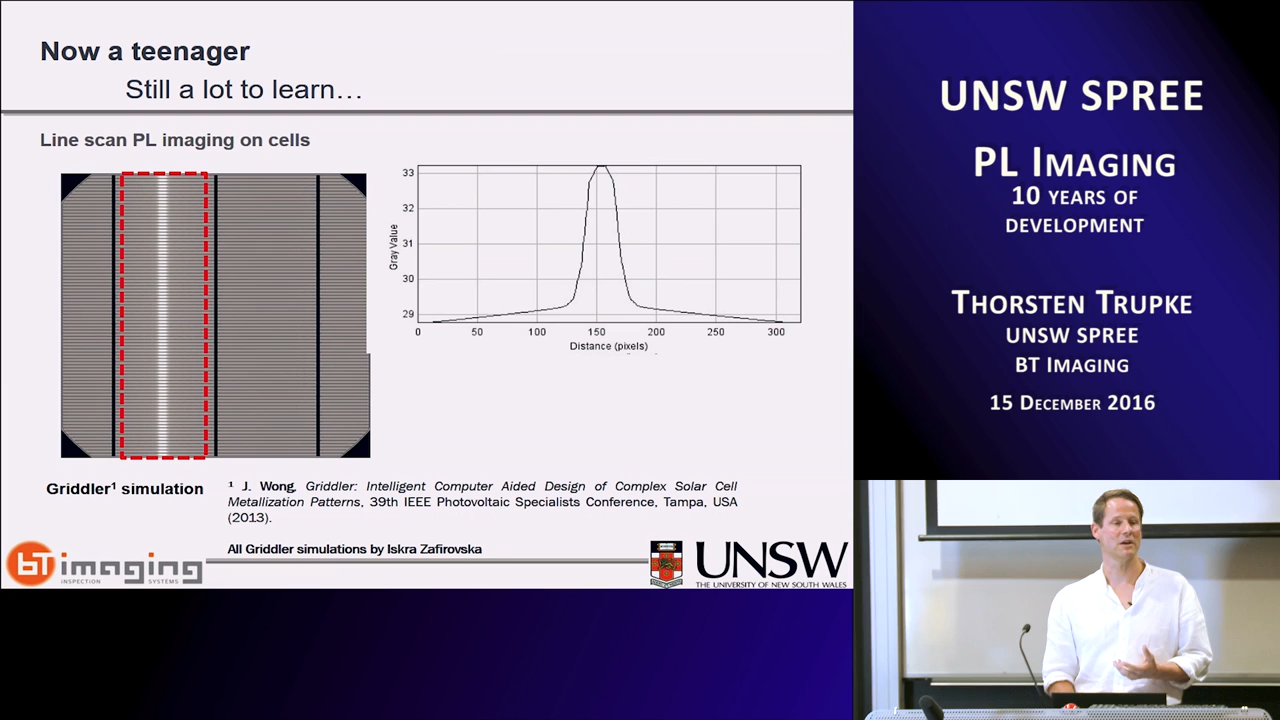 Now a teenager
Still a lot to learn…
Line scan PL imaging on cells
33
32
31
30
29
Gray Value
0 50 100 150 200 250 300
Distance (pixels)
Griddler¹ simulation
¹ J. Wong, Griddler: Intelligent Computer Aided Design of Complex Solar Cell
Metallization Patterns, 39th IEEE Photovoltaic Specialists Conference, Tampa, USA
(2013).
All Griddler simulations by Iskra Zafirovska
BT imaging
INSPECTION SYSTEMS
UNSW
THE UNIVERSITY OF NEW SOUTH WALES
UNSW SPREE
PL IMAGING
10 YEARS OF
DEVELOPMENT
THORSTEN TRUPKE
UNSW SPREE
BT IMAGING
15 DECEMBER 2016